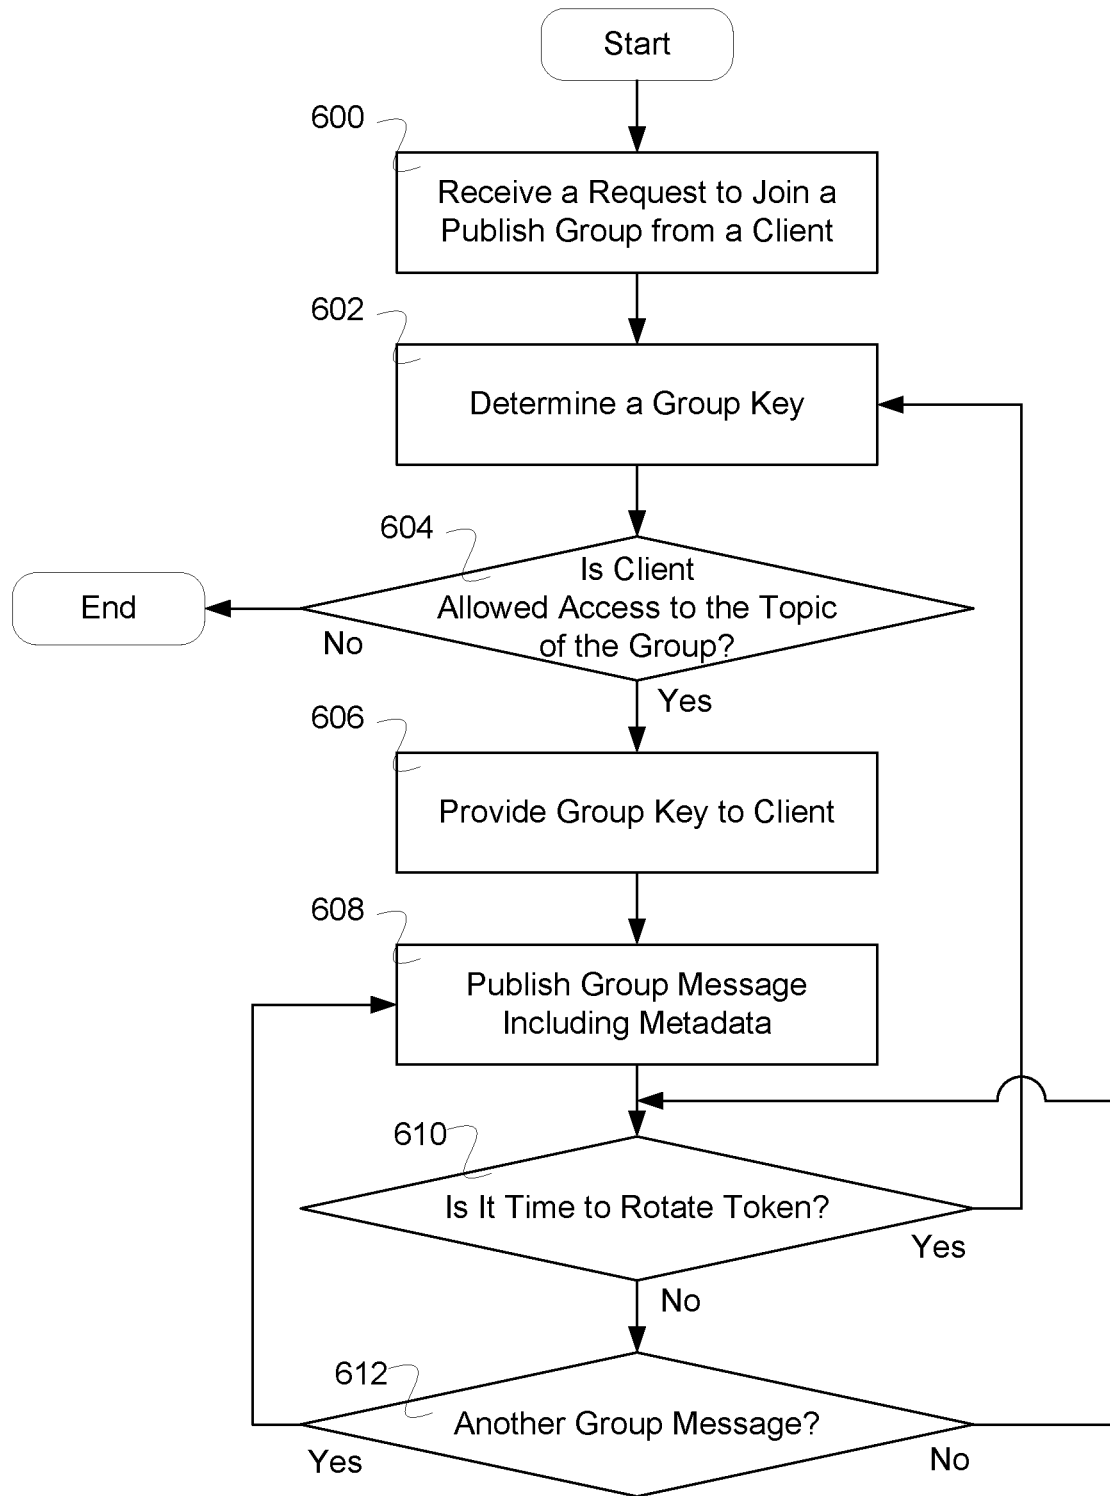 Start
600
Receive a Request to Join a
Publish Group from a Client
602
Determine a Group Key
604
Is Client
Allowed Access to the Topic
of the Group?
End
No
Yes
606
Provide Group Key to Client
608
Publish Group Message
Including Metadata
610
Is It Time to Rotate Token?
Yes
No
612
Another Group Message?
Yes
No